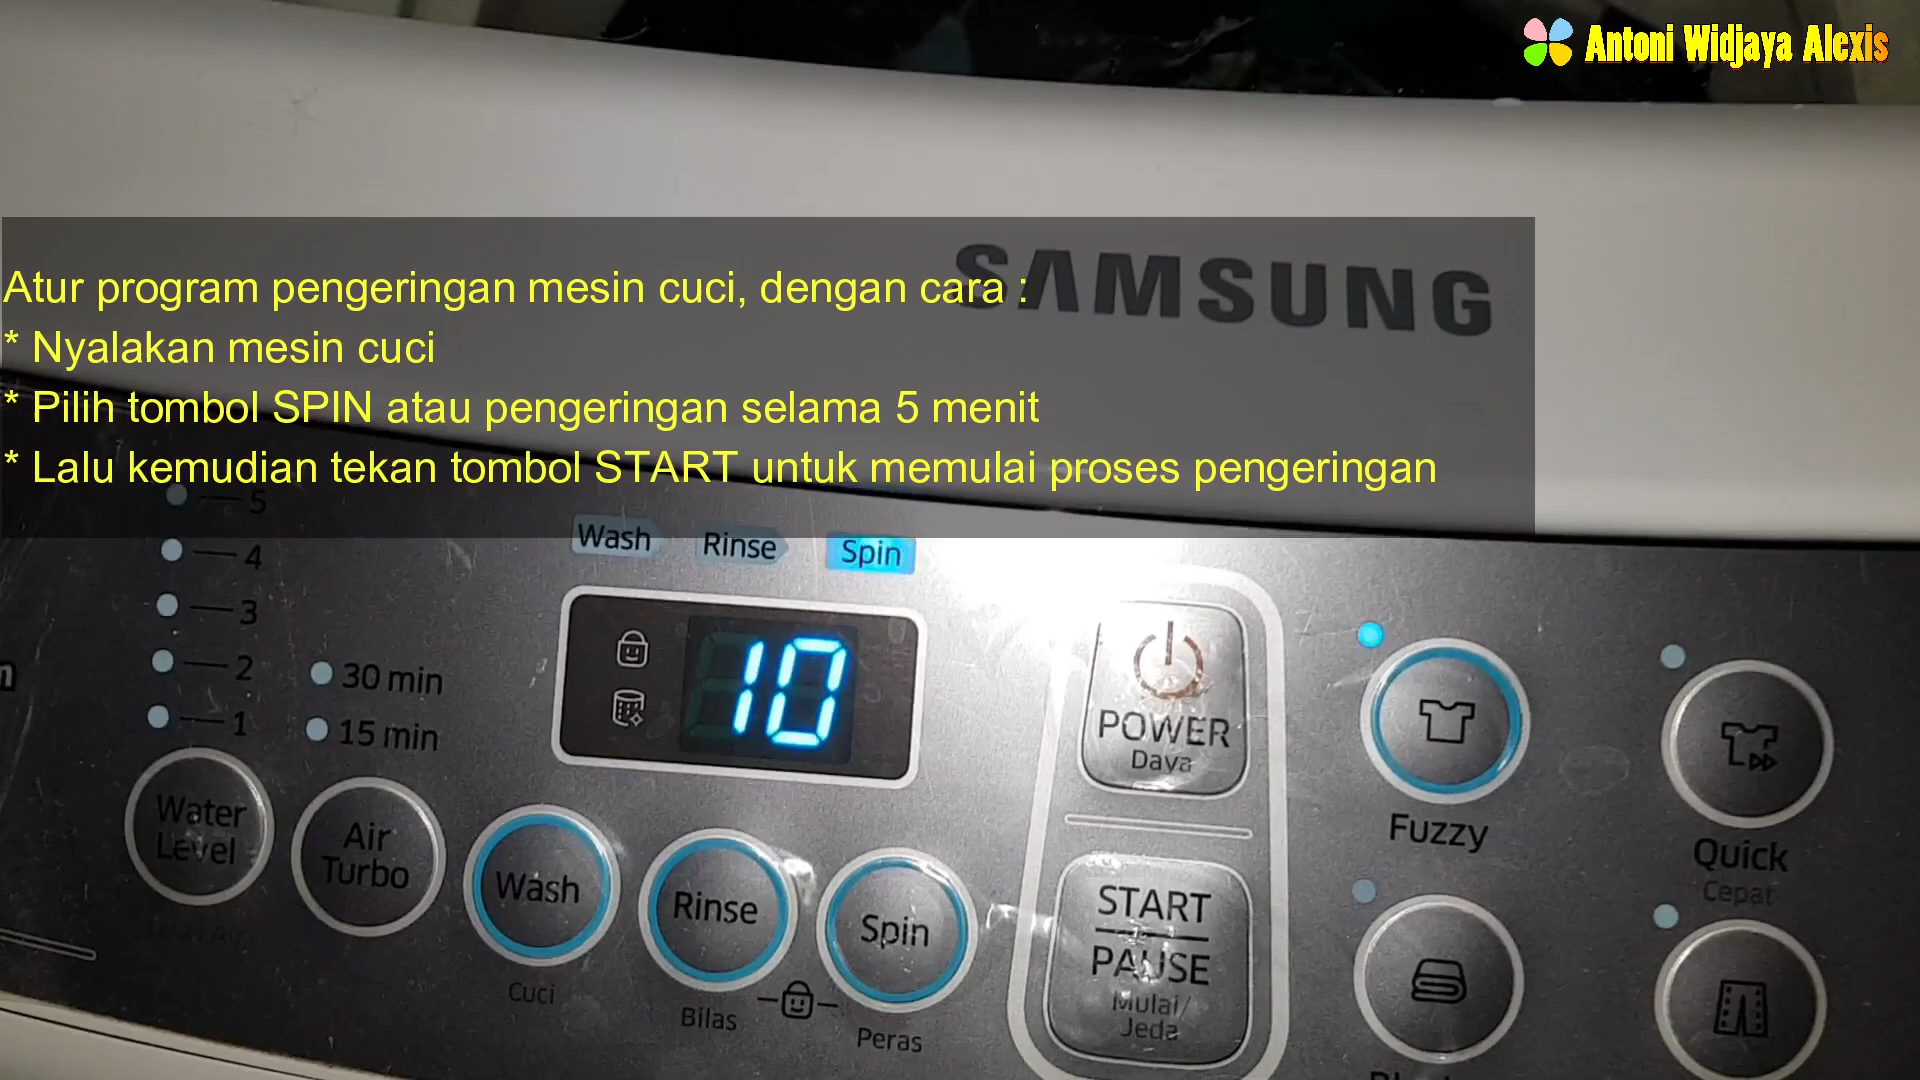 Antoni Widjaya Alexis
SAMSUNG
Atur program pengeringan mesin cuci, dengan cara :
* Nyalakan mesin cuci
* Pilih tombol SPIN atau pengeringan selama 5 menit
* Lalu kemudian tekan tombol START untuk memulai proses pengeringan
5
4
3
2
1
30 min
15 min
Wash
Rinse
Spin
10
POWER
Daya
Water
Level
Air
Turbo
Wash
Cuci
Rinse
Bilas
Spin
Peras
START
PAUSE
Mulai/
Jeda
Fuzzy
Quick
Cepat